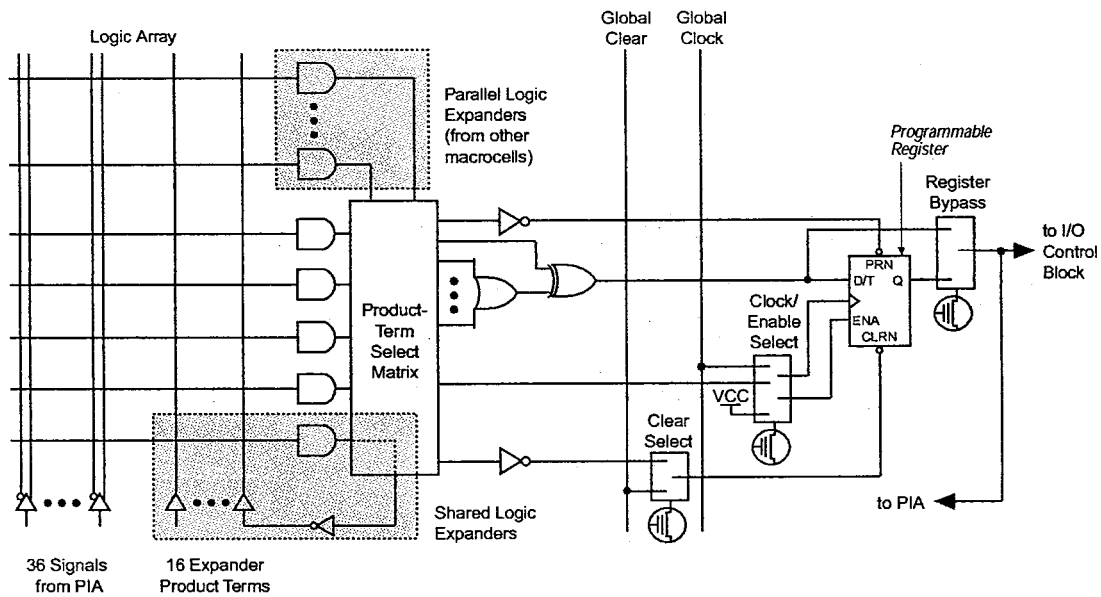 Logic Array
Global
Clear
Global
Clock
Parallel Logic
Expanders
(from other
macrocells)
Programmable
Register
Register
Bypass
to I/O
Control
Block
PRN
D/T
Q
ENA
CLRN
Product-
Term
Select
Matrix
Clock/
Enable
Select
VCC
Clear
Select
Shared Logic
Expanders
to PIA
36 Signals
from PIA
16 Expander
Product Terms